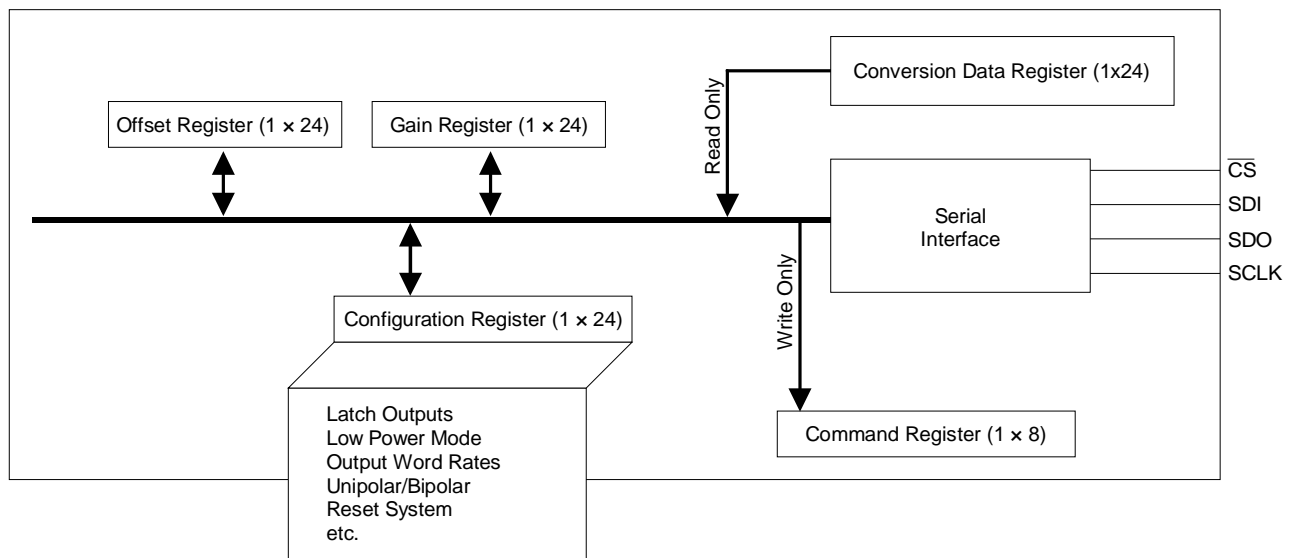 Conversion Data Register (1x24)
Offset Register (1 × 24)
Gain Register (1 × 24)
Read Only
Serial
Interface
C̅S̅
SDI
SDO
SCLK
Configuration Register (1 × 24)
Write Only
Latch Outputs
Low Power Mode
Output Word Rates
Unipolar/Bipolar
Reset System
etc.
Command Register (1 × 8)